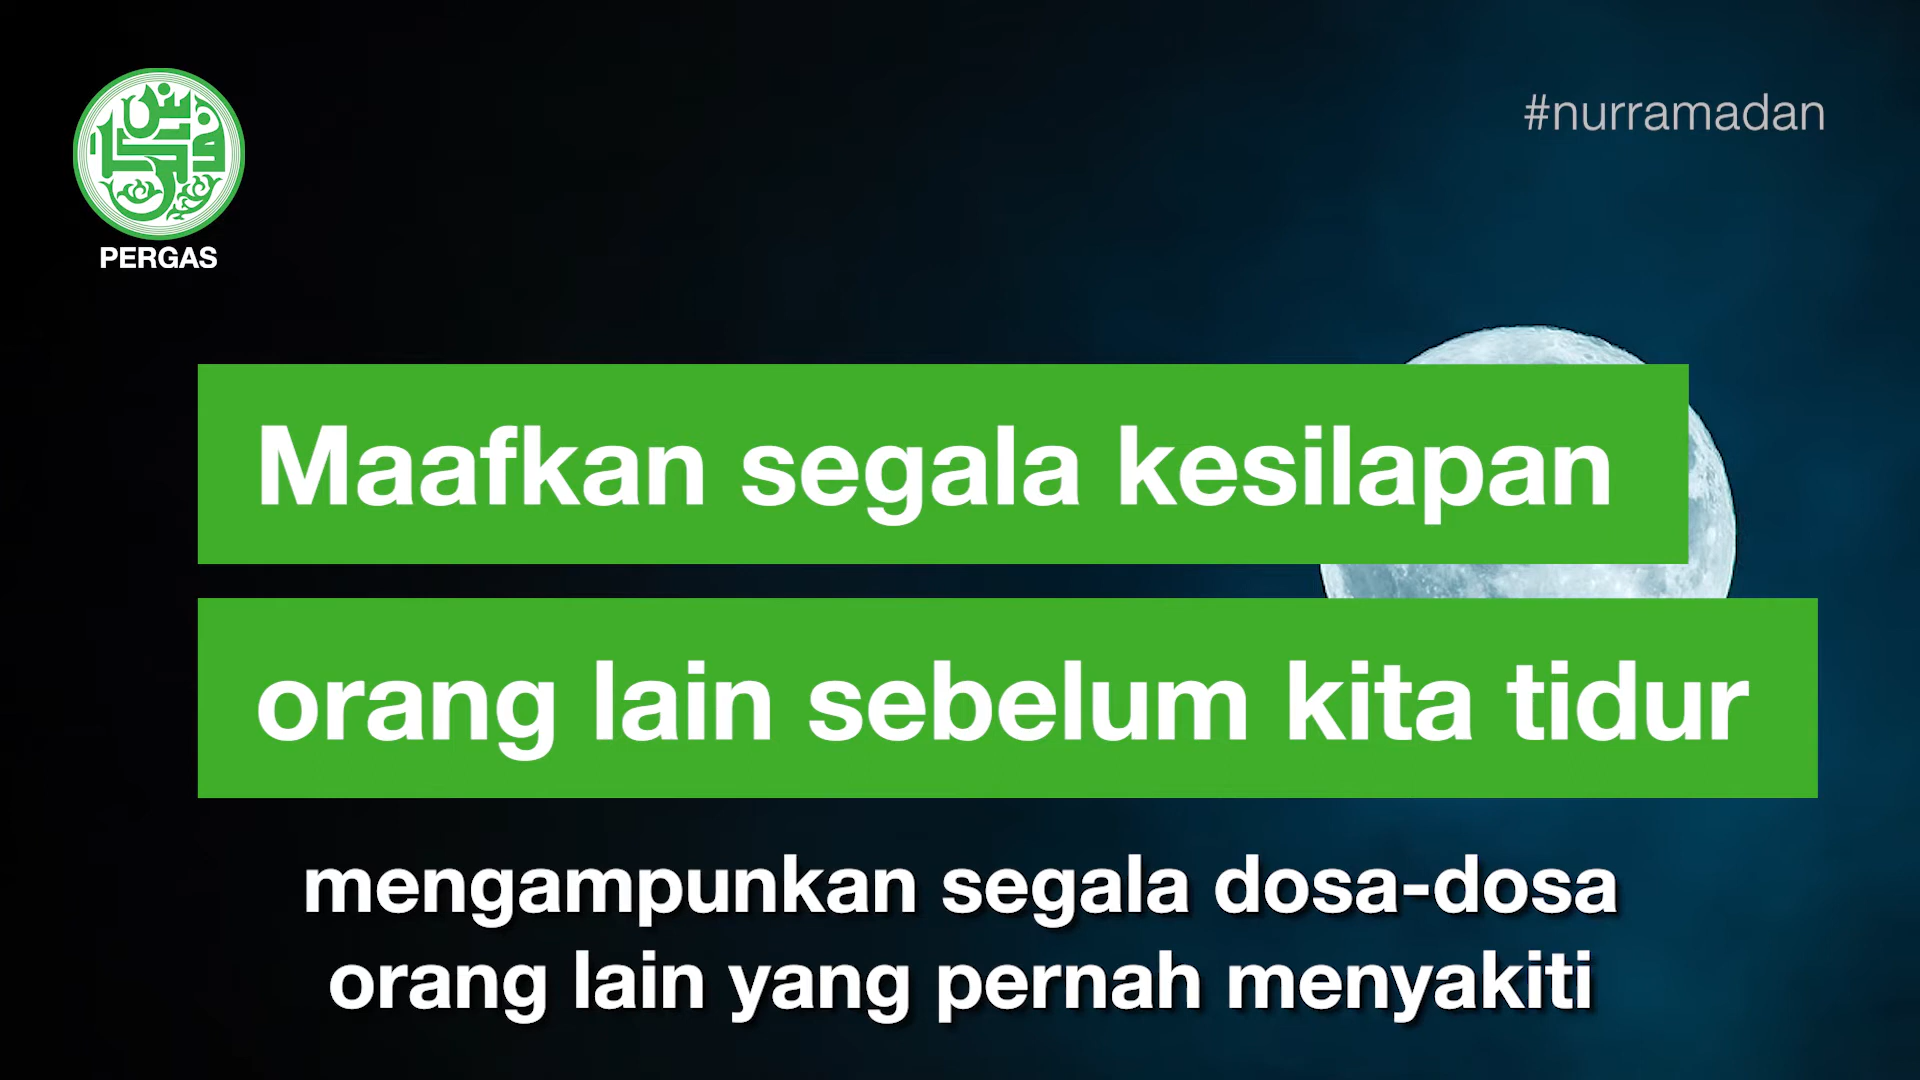 PERGAS
#nurramadan
Maafkan segala kesilapan
orang lain sebelum kita tidur
mengampunkan segala dosa-dosa
orang lain yang pernah menyakiti